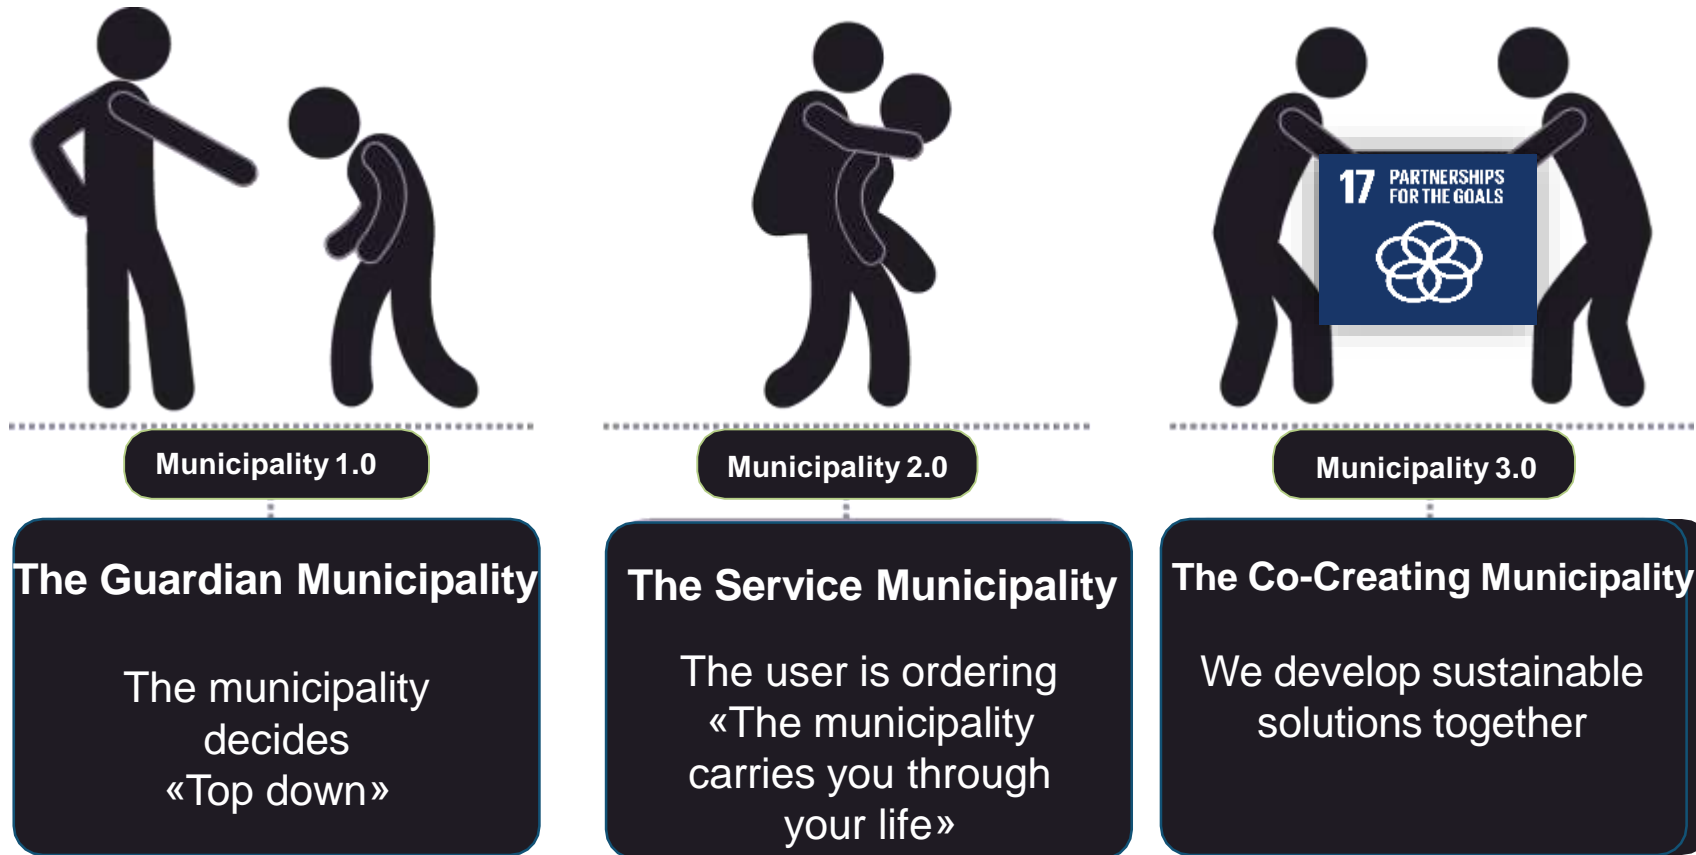 17 PARTNERSHIPS
FOR THE GOALS
Municipality 1.0
Municipality 2.0
Municipality 3.0
The Guardian Municipality
The municipality
decides
«Top down»
The Service Municipality
The user is ordering
«The municipality
carries you through
your life»
The Co-Creating Municipality
We develop sustainable
solutions together